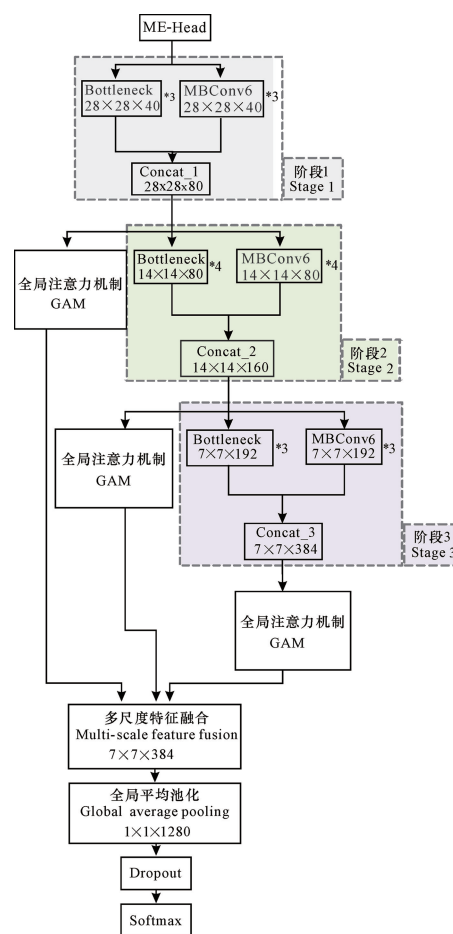 ME-Head
Bottleneck
28×28×40
*3
MBConv6
28×28×40
*3
Concat_1
28x28x80
阶段1
Stage 1
全局注意力机制
GAM
Bottleneck
14×14×80
*4
MBConv6
14×14×80
*4
Concat_2
14×14×160
阶段2
Stage 2
全局注意力机制
GAM
Bottleneck
7×7×192
*3
MBConv6
7×7×192
*3
Concat_3
7×7×384
阶段3
Stage 3
全局注意力机制
GAM
多尺度特征融合
Multi-scale feature fusion
7×7×384
全局平均池化
Global average pooling
1×1×1280
Dropout
Softmax